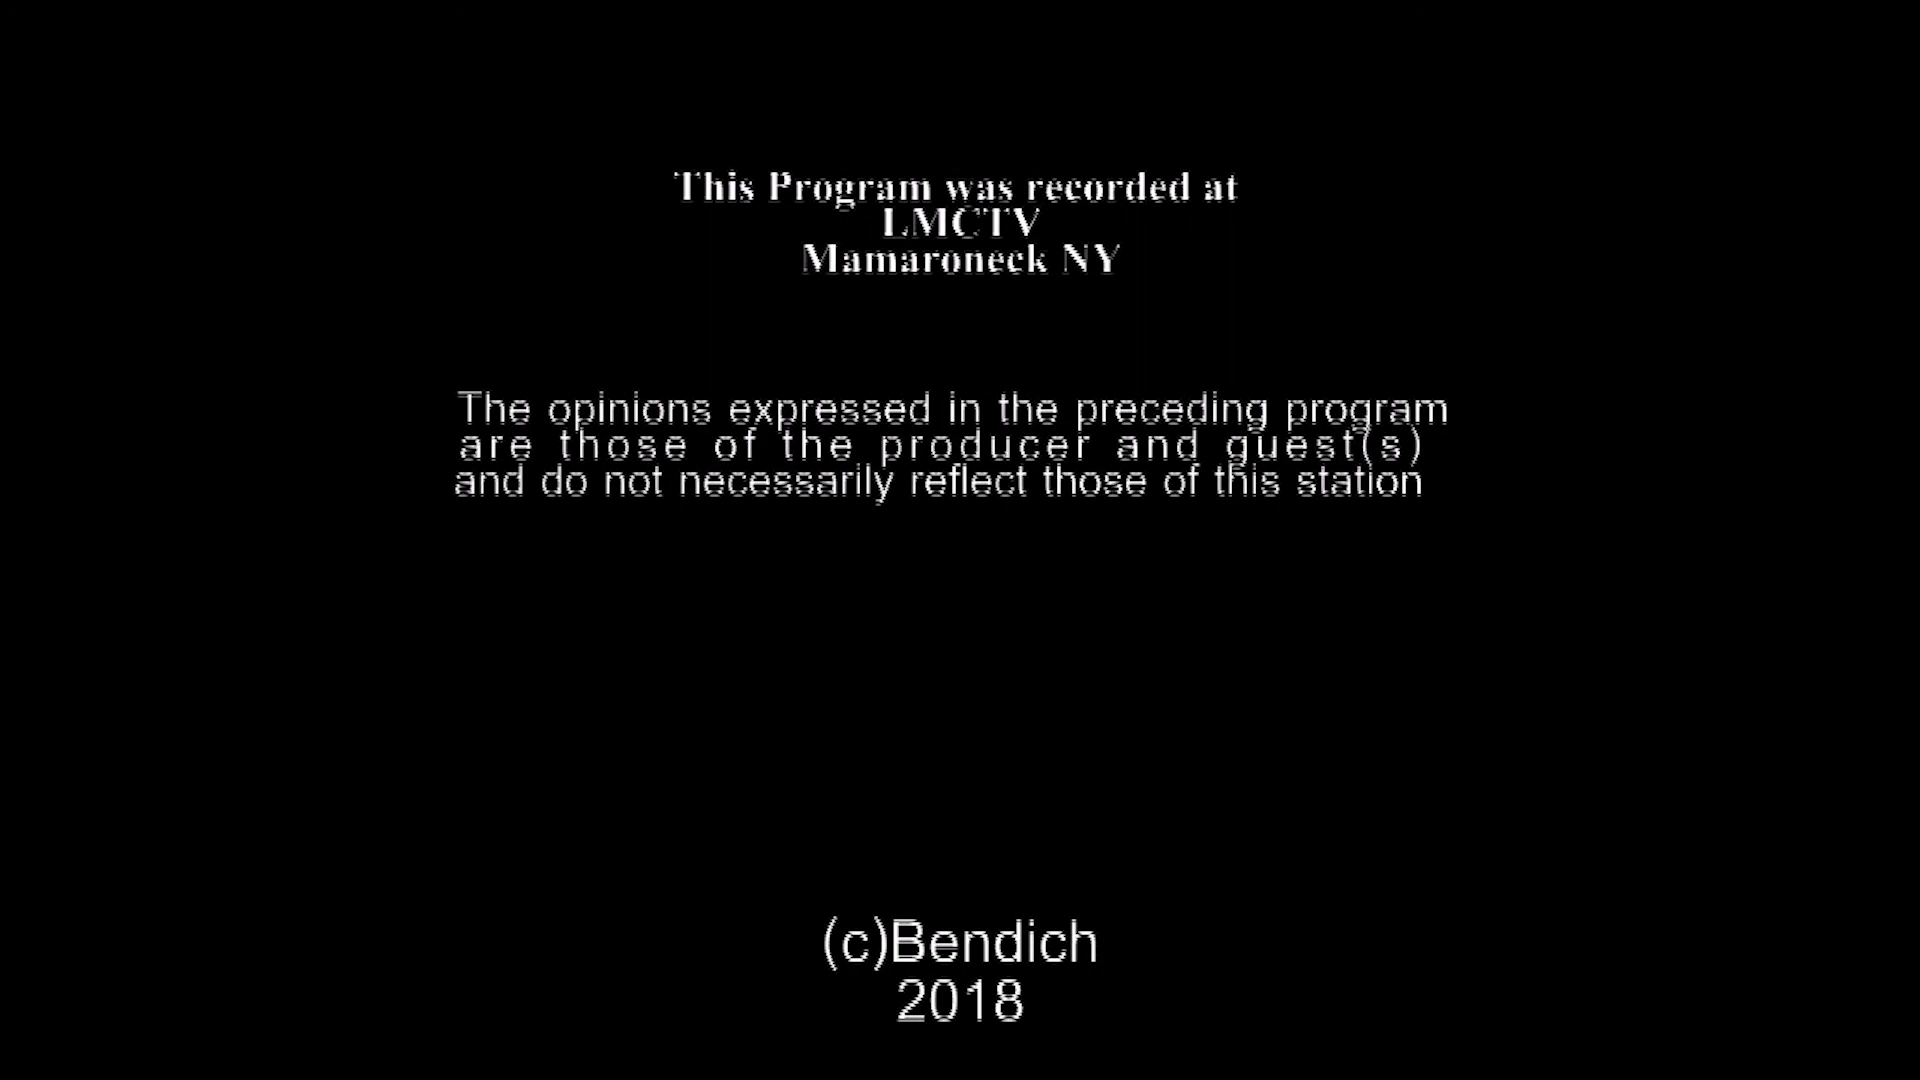 This Program was recorded at
LMCTV
Mamaroneck NY
The opinions expressed in the preceding program
are those of the producer and guest(s)
and do not necessarily reflect those of this station
(c)Bendich
2018